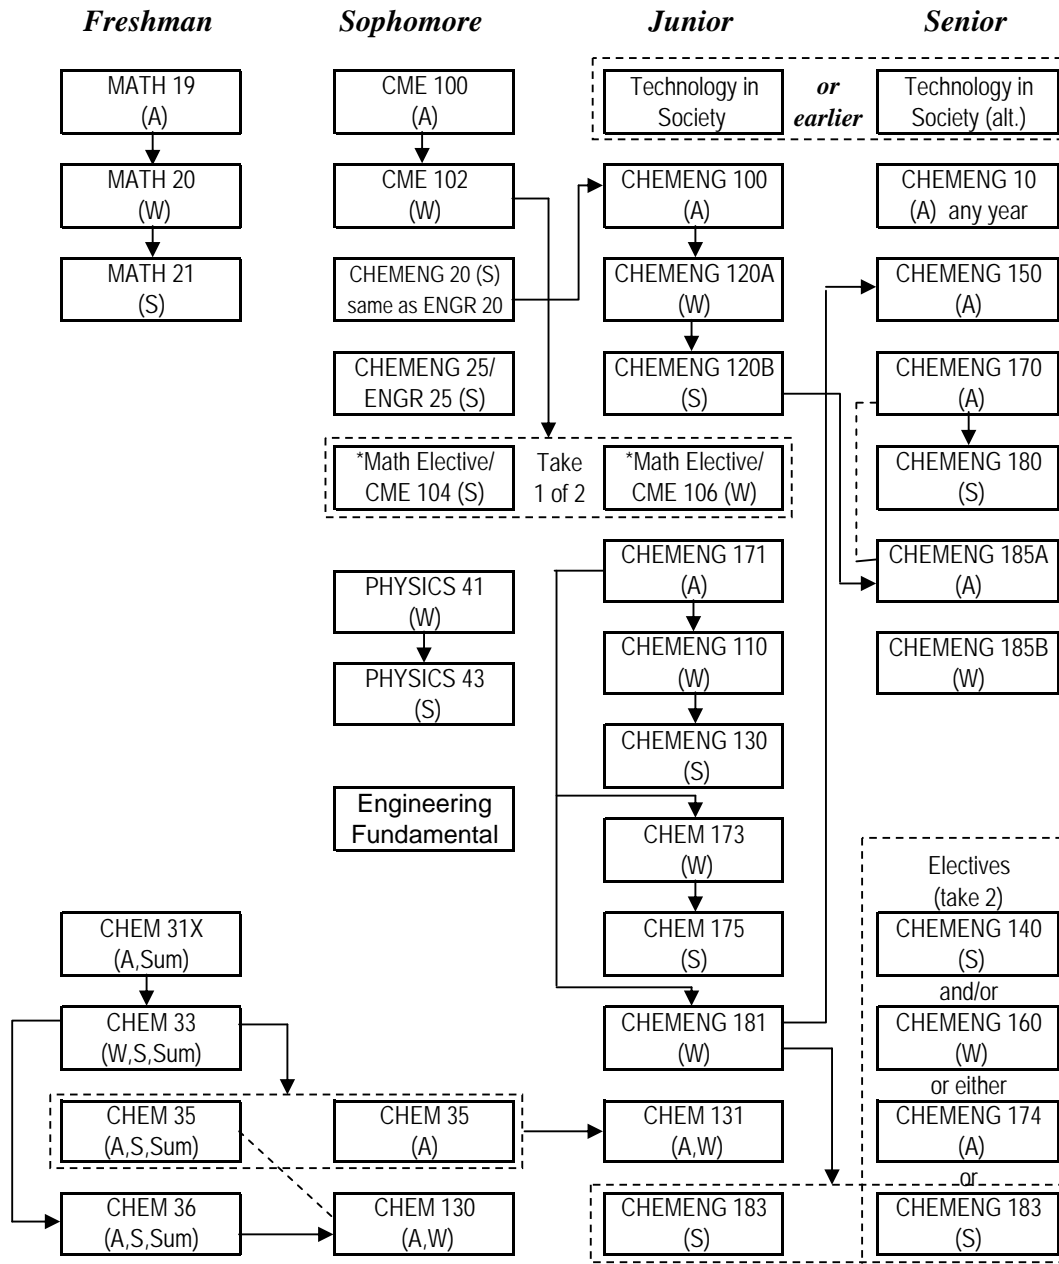 Freshman
Sophomore
Junior
Senior
MATH 19
(A)
CME 100
(A)
Technology in
Society
or
earlier
Technology in
Society (alt.)
MATH 20
(W)
CME 102
(W)
CHEMENG 100
(A)
CHEMENG 10
(A) any year
MATH 21
(S)
CHEMENG 20 (S)
same as ENGR 20
CHEMENG 120A
(W)
CHEMENG 150
(A)
CHEMENG 25/
ENGR 25 (S)
CHEMENG 120B
(S)
CHEMENG 170
(A)
*Math Elective/
CME 104 (S)
Take
1 of 2
*Math Elective/
CME 106 (W)
CHEMENG 180
(S)
CHEMENG 171
(A)
CHEMENG 185A
(A)
PHYSICS 41
(W)
CHEMENG 110
(W)
CHEMENG 185B
(W)
PHYSICS 43
(S)
CHEMENG 130
(S)
Engineering
Fundamental
CHEM 173
(W)
Electives
(take 2)
CHEM 31X
(A,Sum)
CHEM 175
(S)
CHEMENG 140
(S)
and/or
CHEM 33
(W,S,Sum)
CHEMENG 181
(W)
CHEMENG 160
(W)
or either
CHEM 35
(A,S,Sum)
CHEM 35
(A)
CHEM 131
(A,W)
CHEMENG 174
(A)
or
CHEM 36
(A,S,Sum)
CHEM 130
(A,W)
CHEMENG 183
(S)
CHEMENG 183
(S)